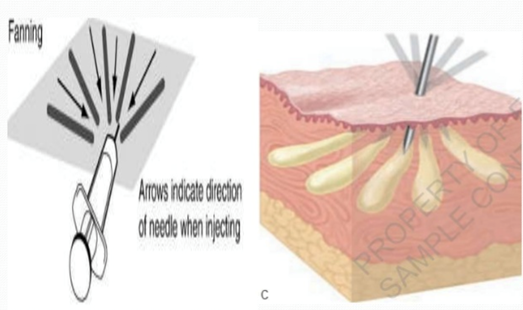 Fanning
Arrows indicate direction
of needle when injecting
C
PROPERTY OF
SAMPLE CO